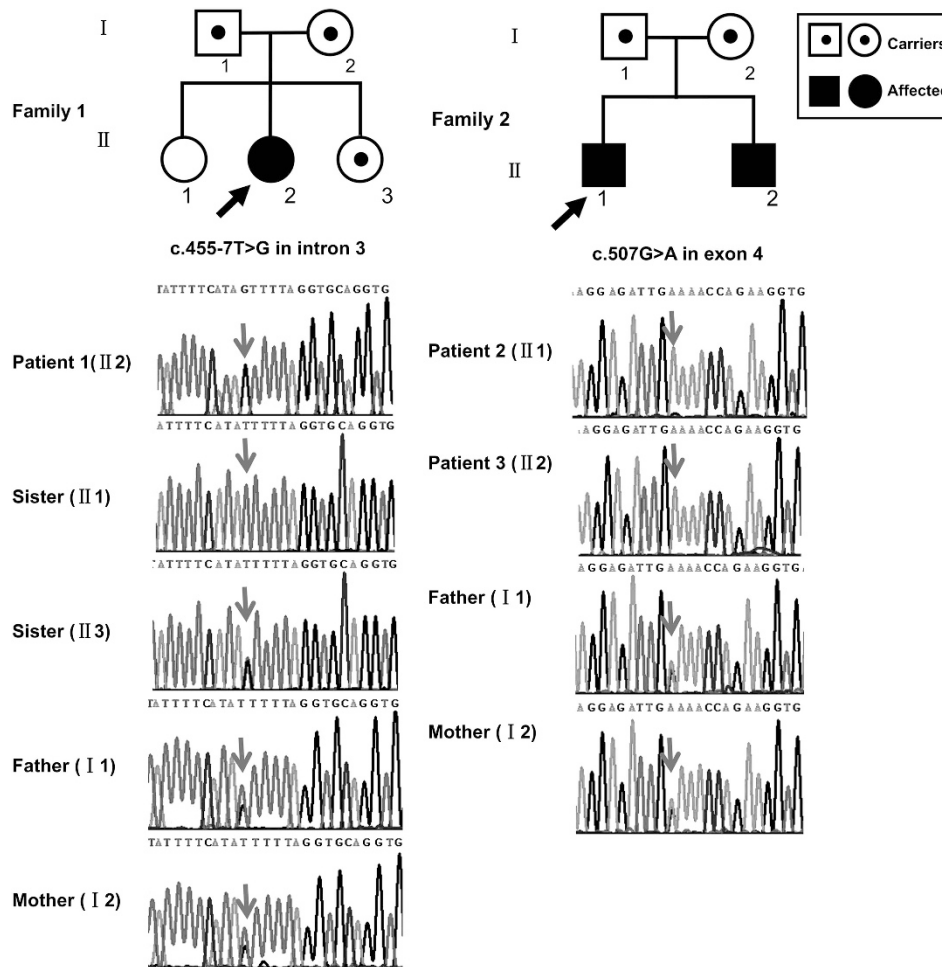 Ⅰ
1
2
Family 1
Ⅱ
1
2
3
Ⅰ
1
2
Family 2
Ⅱ
1
2
Carriers
Affected
c.455-7T>G in intron 3
TATTTTCATAGTTTTAGGTGCAGGTG
Patient 1(Ⅱ2)
ATTTTCATATTTTTAGGTGCAGGTG
Sister (Ⅱ1)
ATTTTCATATTTTTAGGTGCAGGTG
Sister (Ⅱ3)
TATTTTCATATTTTTAGGTGCAGGTG
Father (Ⅰ1)
TATTTTCATATTTTTAGGTGCAGGTG
Mother (Ⅰ2)
c.507G>A in exon 4
AGGAGATTGAAAACCAGAAGGTG
Patient 2 (Ⅱ1)
AGGAGATTGAAAACCAGAAGGTG
Patient 3 (Ⅱ2)
AGGAGATTGAAAACCAGAAGGTG
Father (Ⅰ1)
AGGAGATTGAAAACCAGAAGGTG
Mother (Ⅰ2)